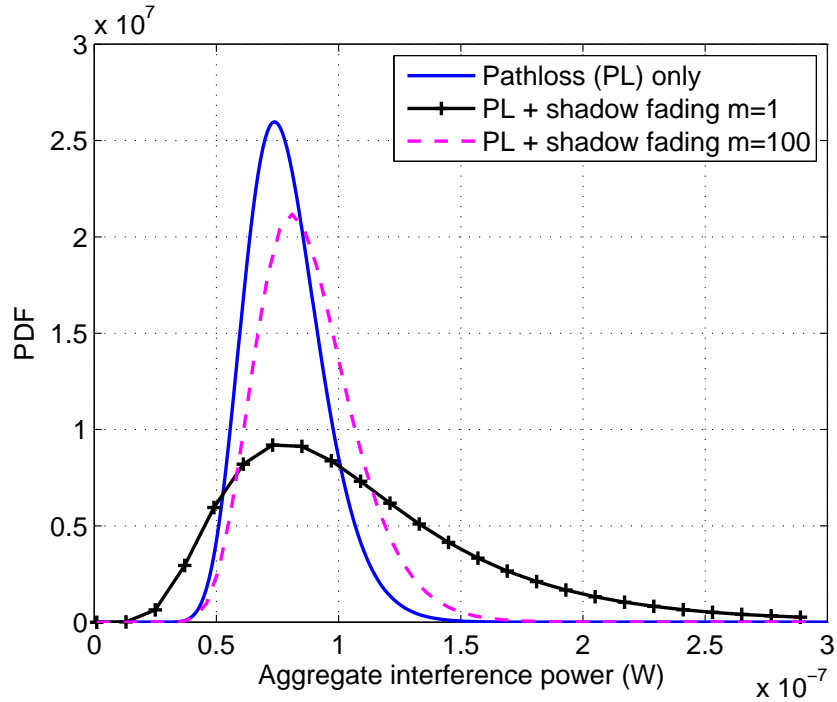 x 10^7
3
2.5
2
1.5
1
0.5
0
PDF
Pathloss (PL) only
PL + shadow fading m=1
PL + shadow fading m=100
0 0.5 1 1.5 2 2.5 3
Aggregate interference power (W)
x 10^-7